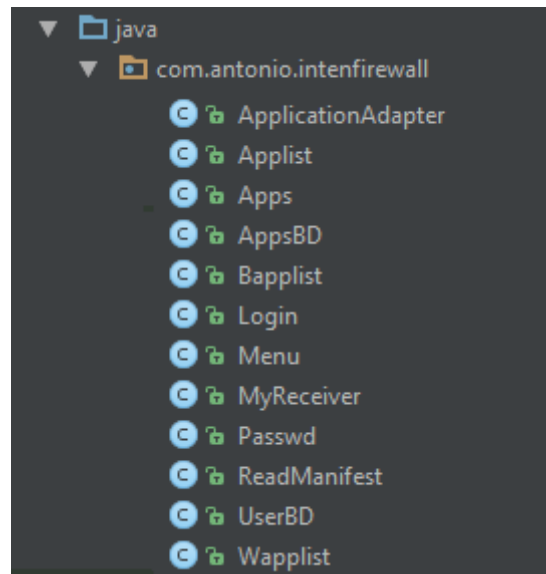 java
com.antonio.intenfirewall
ApplicationAdapter
Applist
Apps
AppsBD
Bapplist
Login
Menu
MyReceiver
Passwd
ReadManifest
UserBD
Wapplist